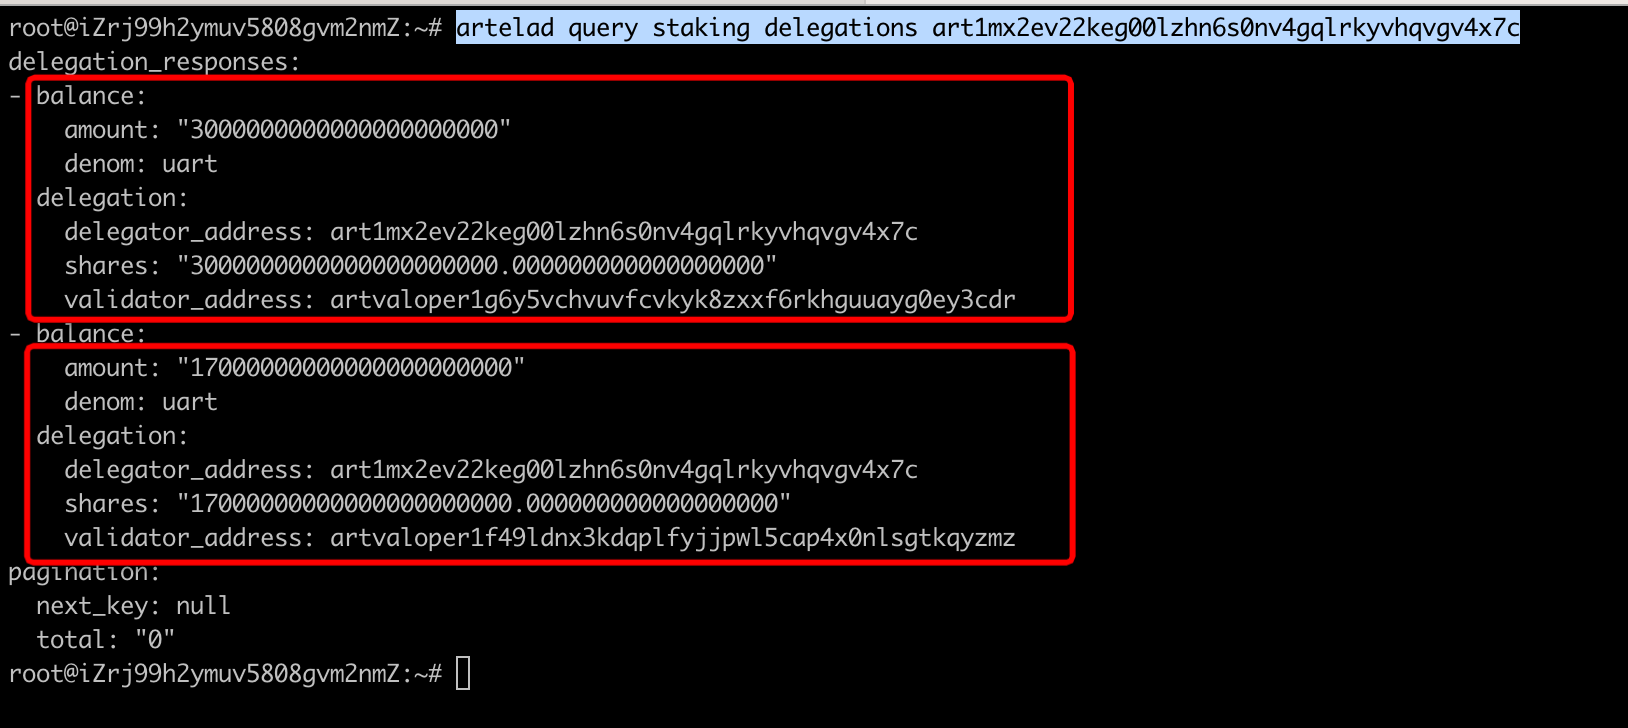 root@iZrj99h2ymuv5808gvm2nmZ:~# artelad query staking delegations art1mx2ev22keg00lzhn6s0nv4gqlrkyvhqvgv4x7c
delegation_responses:
- balance:
    amount: "3000000000000000000000"
    denom: uart
  delegation:
    delegator_address: art1mx2ev22keg00lzhn6s0nv4gqlrkyvhqvgv4x7c
    shares: "3000000000000000000000.000000000000000000"
    validator_address: artvaloper1g6y5vchvuvfcvkyk8zxxf6rkhguuayg0ey3cdr
- balance:
    amount: "17000000000000000000000"
    denom: uart
  delegation:
    delegator_address: art1mx2ev22keg00lzhn6s0nv4gqlrkyvhqvgv4x7c
    shares: "17000000000000000000000.000000000000000000"
    validator_address: artvaloper1f49ldnx3kdqplfyjjpwl5cap4x0nlsgtkqyzmz
pagination:
  next_key: null
  total: "0"
root@iZrj99h2ymuv5808gvm2nmZ:~#